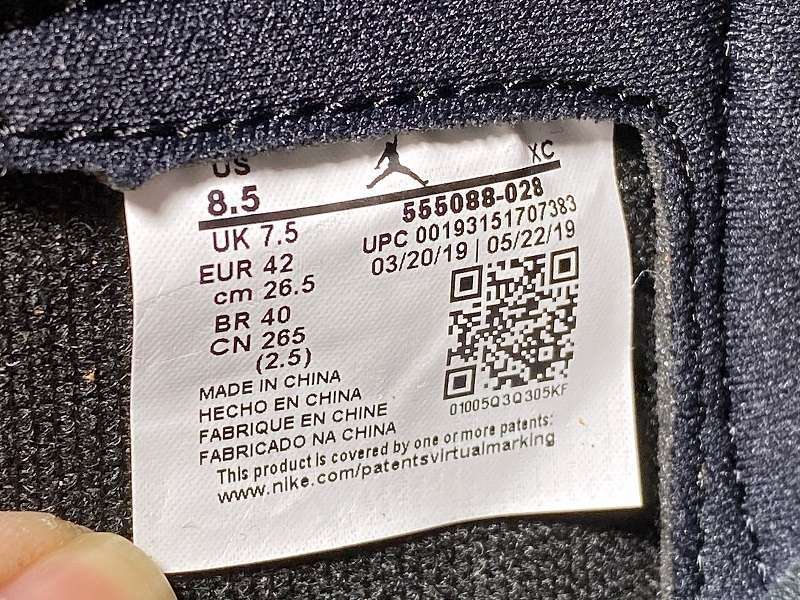 US
XC
8.5
555088-028
UK 7.5
UPC 00193151707383
EUR 42
03/20/19 | 05/22/19
cm 26.5
BR 40
CN 265
(2.5)
01005Q3Q305KF
MADE IN CHINA
HECHO EN CHINA
FABRIQUE EN CHINE
FABRICADO NA CHINA
This product is covered by one or more patents:
www.nike.com/patentsvirtualmarking